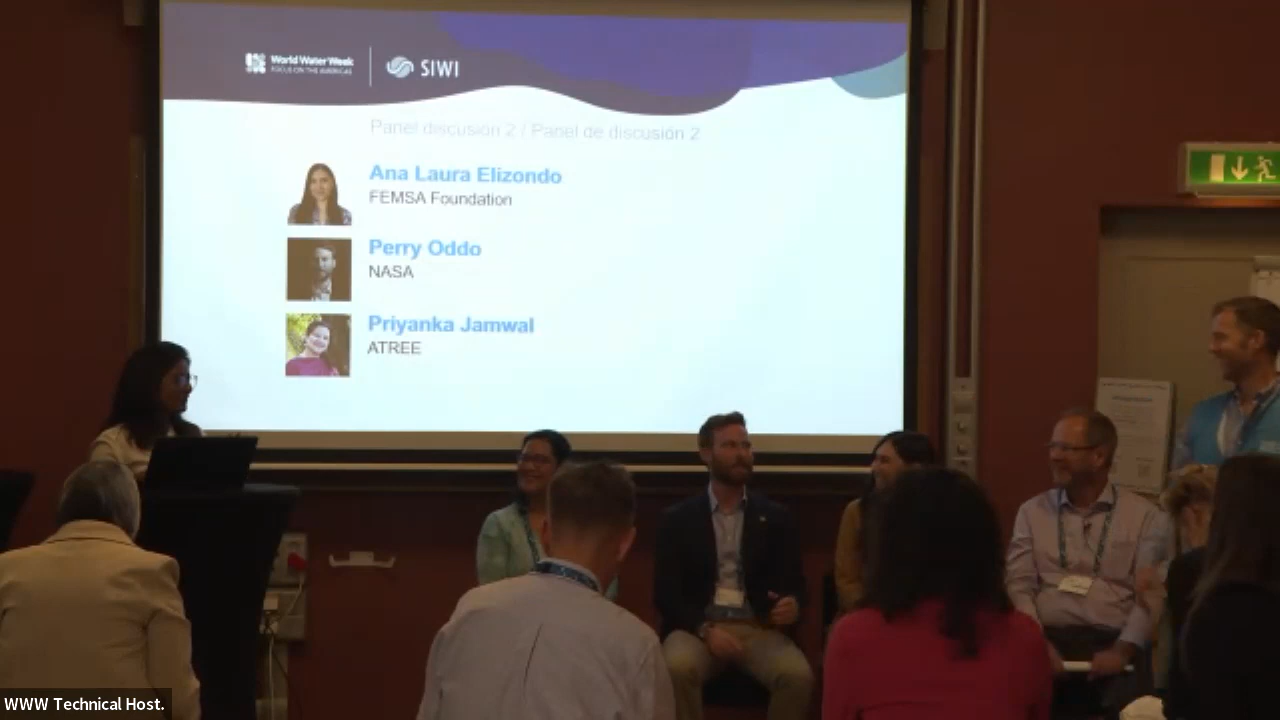 World Water Week
FOCUS ON THE AMERICAS
SIWI
Panel discusión 2 / Panel de discusión 2
Ana Laura Elizondo
FEMSA Foundation
Perry Oddo
NASA
Priyanka Jamwal
ATREE
WWW Technical Host.